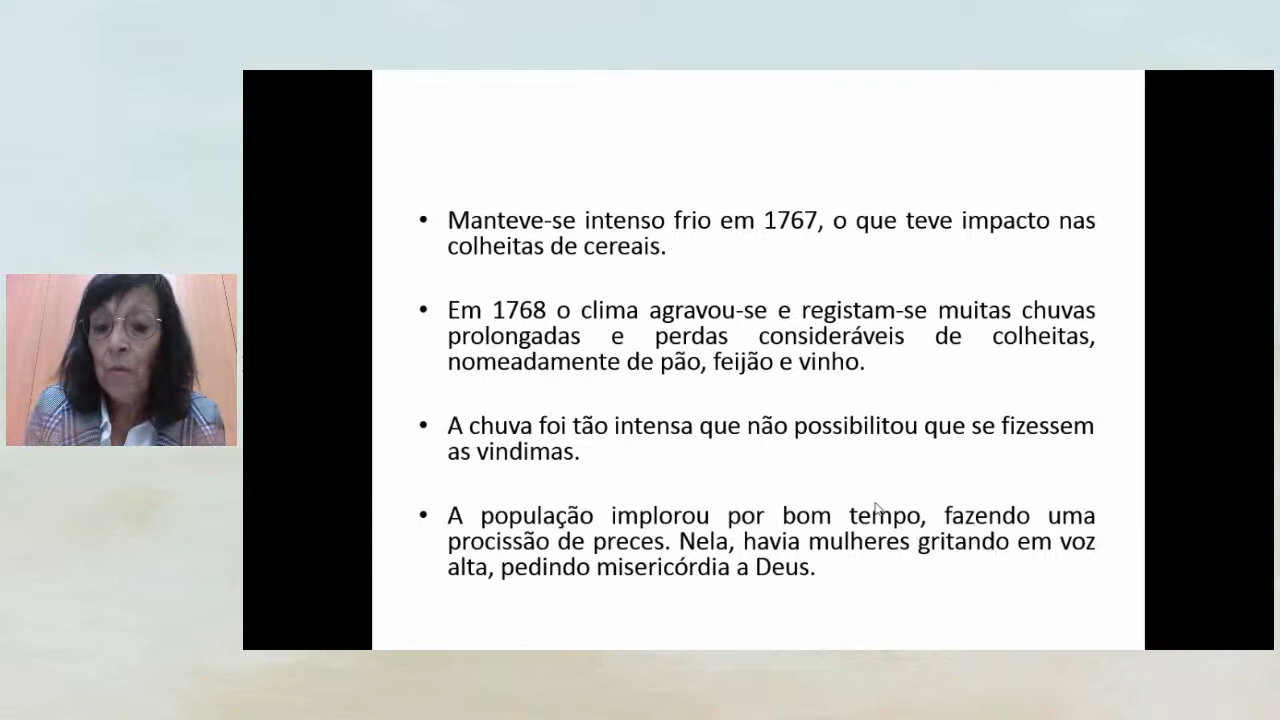 • Manteve-se intenso frio em 1767, o que teve impacto nas
colheitas de cereais.
• Em 1768 o clima agravou-se e registam-se muitas chuvas
prolongadas e perdas consideráveis de colheitas,
nomeadamente de pão, feijão e vinho.
• A chuva foi tão intensa que não possibilitou que se fizessem
as vindimas.
• A população implorou por bom tempo, fazendo uma
procissão de preces. Nela, havia mulheres gritando em voz
alta, pedindo misericórdia a Deus.